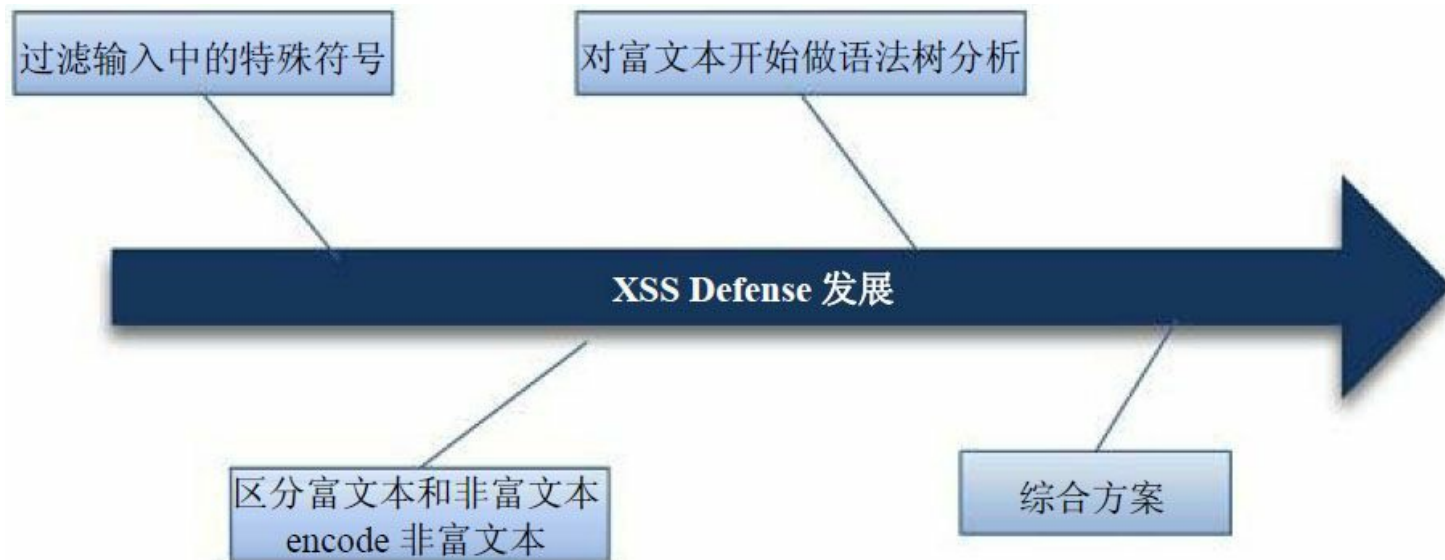 过滤输入中的特殊符号
对富文本开始做语法树分析
XSS Defense 发展
区分富文本和非富文本
encode 非富文本
综合方案